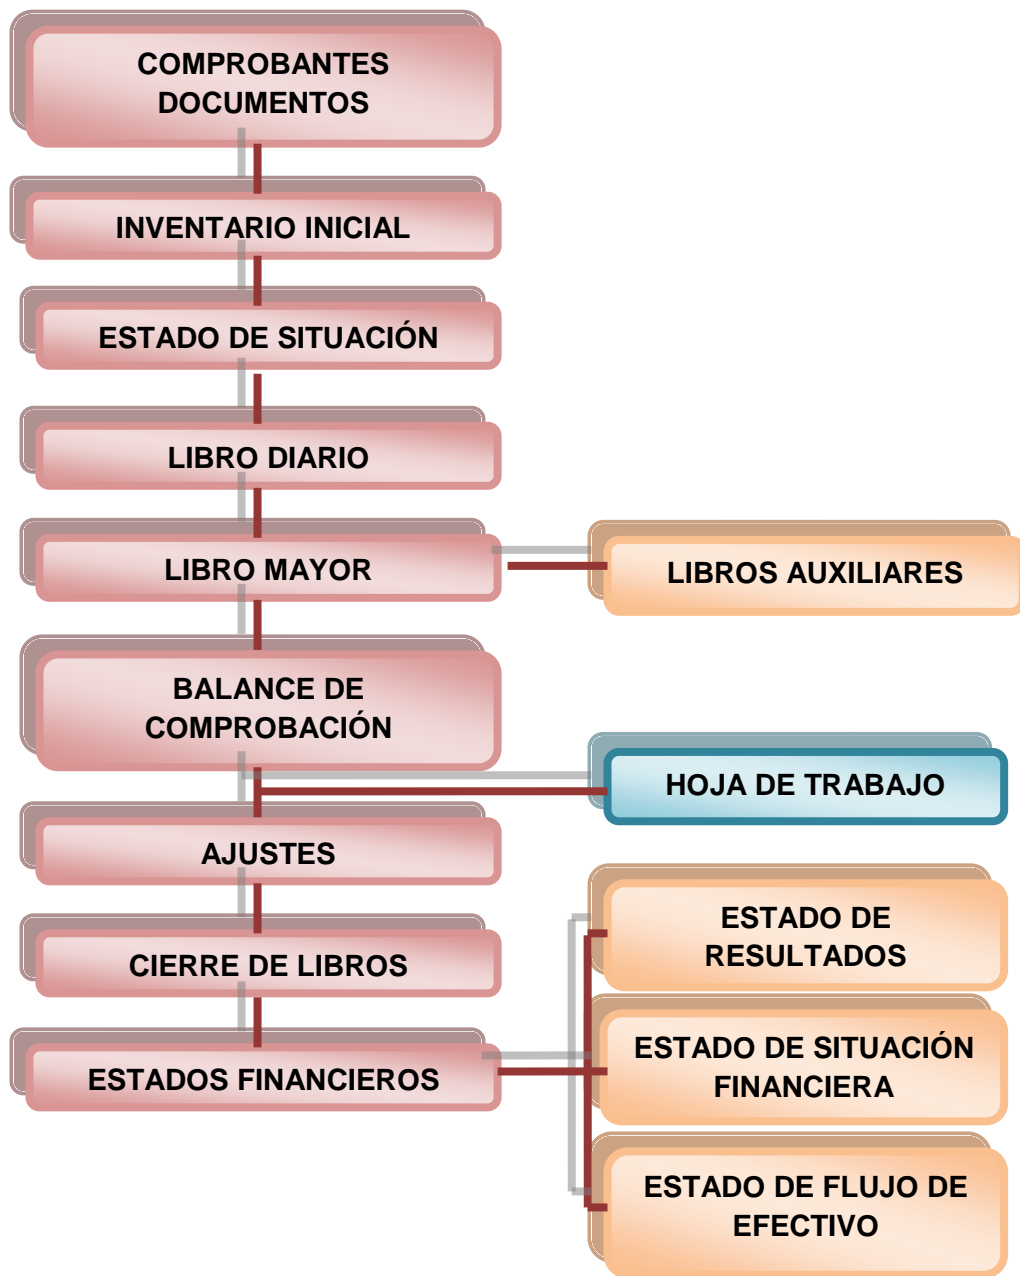 COMPROBANTES
DOCUMENTOS
INVENTARIO INICIAL
ESTADO DE SITUACIÓN
LIBRO DIARIO
LIBRO MAYOR
LIBROS AUXILIARES
BALANCE DE
COMPROBACIÓN
HOJA DE TRABAJO
AJUSTES
CIERRE DE LIBROS
ESTADOS FINANCIEROS
ESTADO DE
RESULTADOS
ESTADO DE SITUACIÓN
FINANCIERA
ESTADO DE FLUJO DE
EFECTIVO